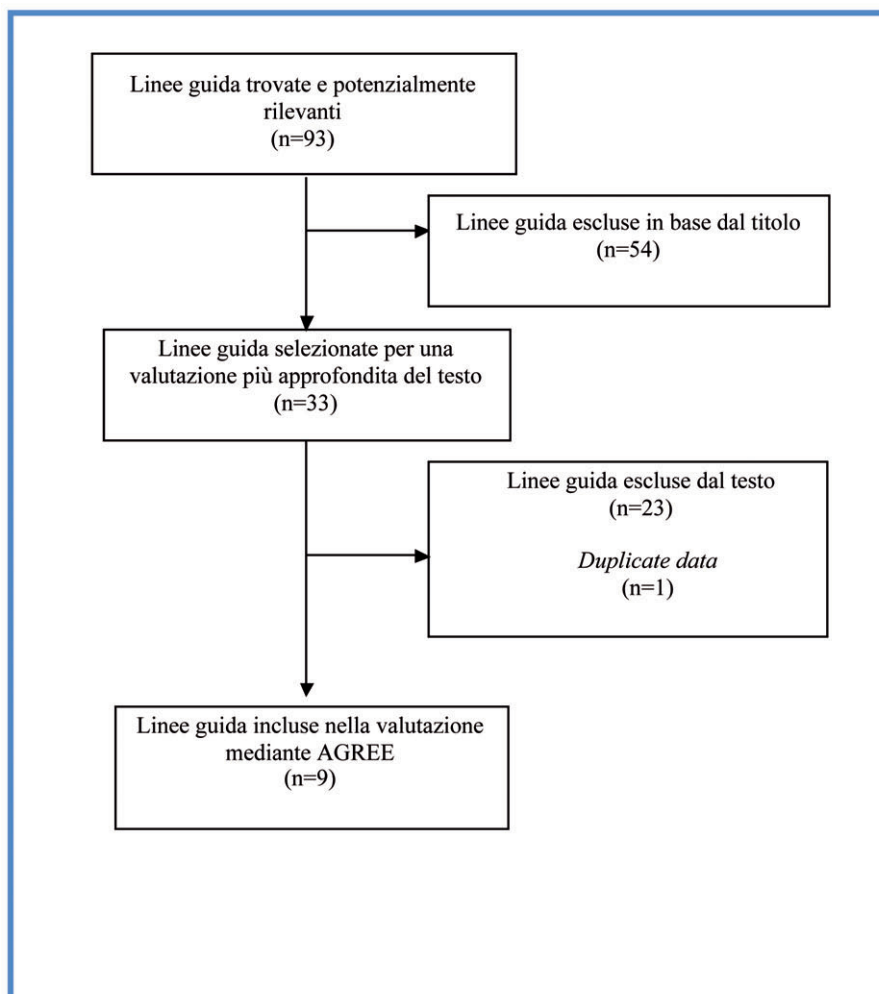 Linee guida trovate e potenzialmente
rilevanti
(n=93)
Linee guida escluse in base dal titolo
(n=54)
Linee guida selezionate per una
valutazione più approfondita del testo
(n=33)
Linee guida escluse dal testo
(n=23)
Duplicate data
(n=1)
Linee guida incluse nella valutazione
mediante AGREE
(n=9)